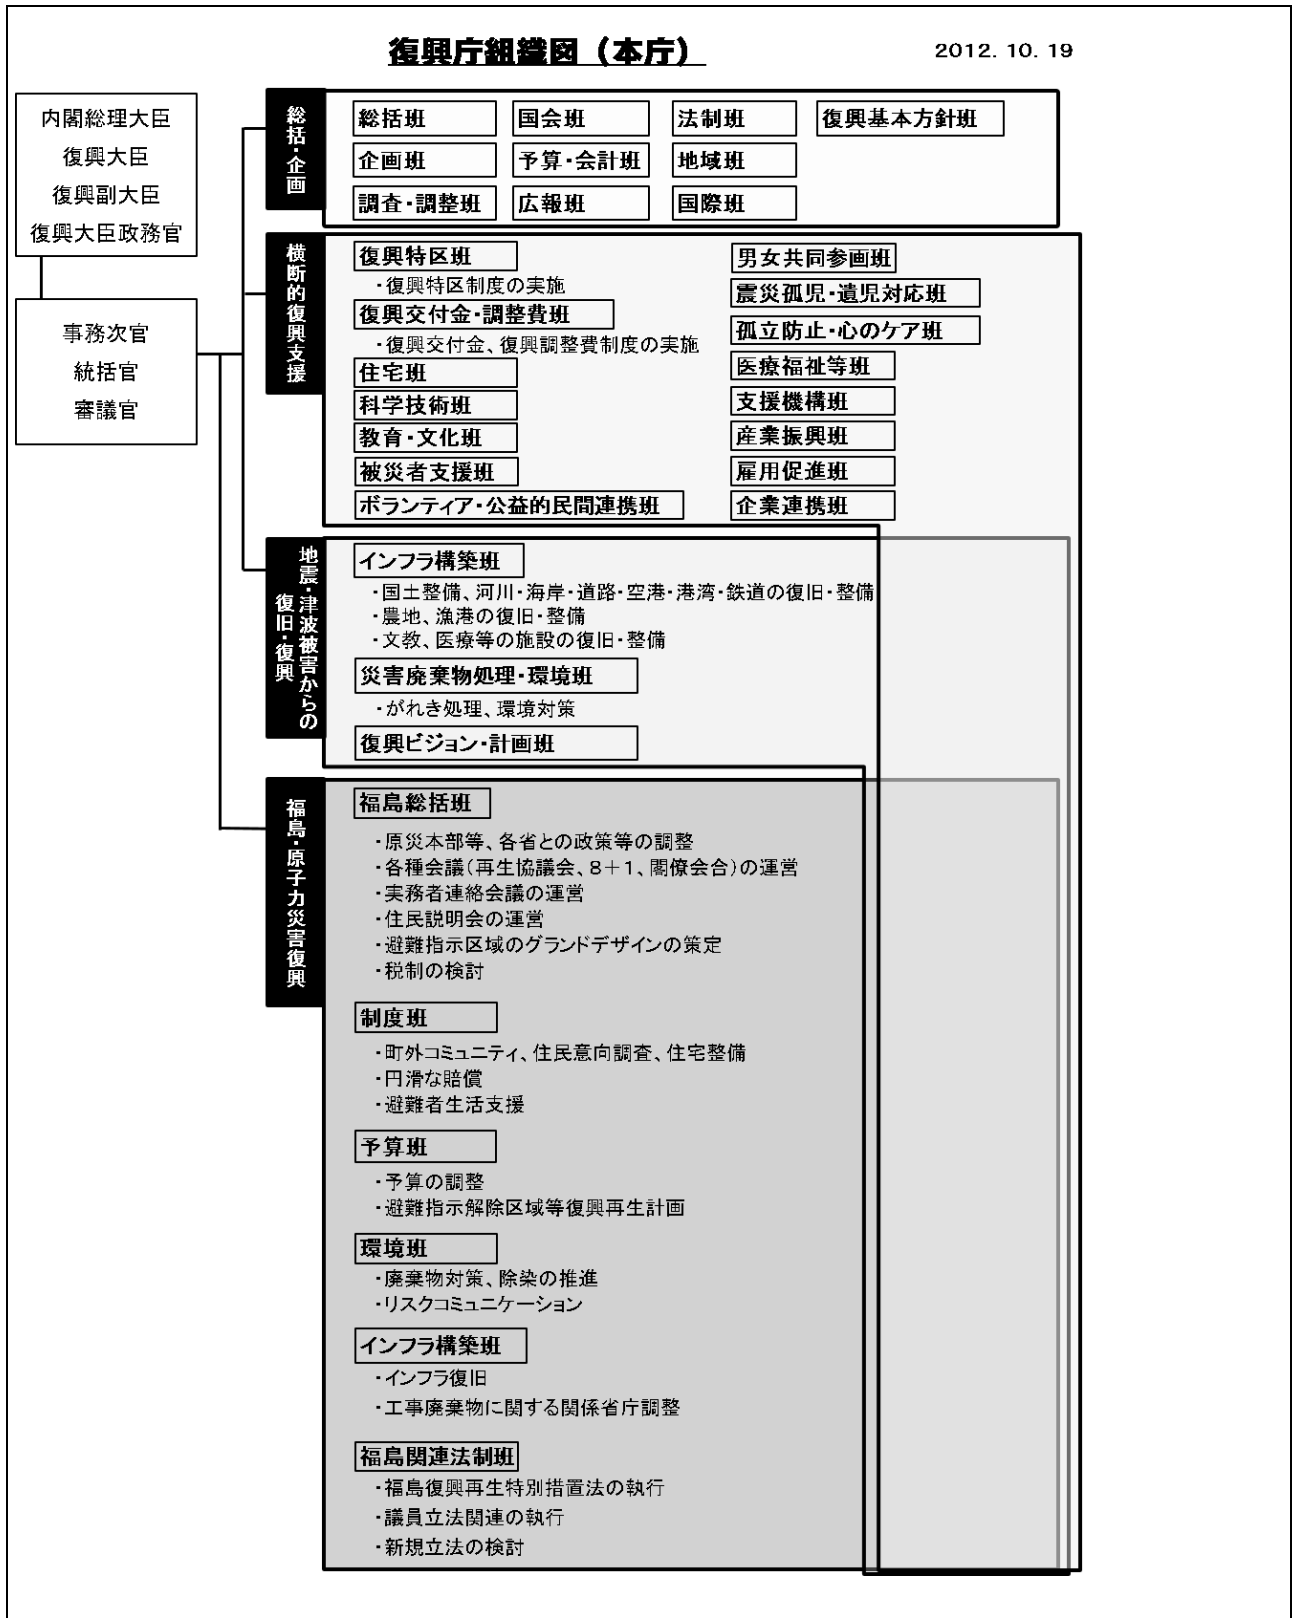 復興庁組織図（本庁）
2012.10.19
内閣総理大臣
復興大臣
復興副大臣
復興大臣政務官
事務次官
統括官
審議官
総括・企画
総括班 国会班 法制班 復興基本方針班
企画班 予算・会計班 地域班
調査・調整班 広報班 国際班
横断的復興支援
復興特区班
・復興特区制度の実施
復興交付金・調整費班
・復興交付金、復興調整費制度の実施
住宅班
科学技術班
教育・文化班
被災者支援班
ボランティア・公益的民間連携班
男女共同参画班
震災孤児・遺児対応班
孤立防止・心のケア班
医療福祉等班
支援機構班
産業振興班
雇用促進班
企業連携班
地震・津波被害からの
復旧・復興
インフラ構築班
・国土整備、河川・海岸・道路・空港・港湾・鉄道の復旧・整備
・農地、漁港の復旧・整備
・文教、医療等の施設の復旧・整備
災害廃棄物処理・環境班
・がれき処理、環境対策
復興ビジョン・計画班
福島・原子力災害復興
福島総括班
・原災本部等、各省との政策等の調整
・各種会議（再生協議会、８＋１、閣僚会合）の運営
・実務者連絡会議の運営
・住民説明会の運営
・避難指示区域のグランドデザインの策定
・税制の検討
制度班
・町外コミュニティ、住民意向調査、住宅整備
・円滑な賠償
・避難者生活支援
予算班
・予算の調整
・避難指示解除区域等復興再生計画
環境班
・廃棄物対策、除染の推進
・リスクコミュニケーション
インフラ構築班
・インフラ復旧
・工事廃棄物に関する関係省庁調整
福島関連法制班
・福島復興再生特別措置法の執行
・議員立法関連の執行
・新規立法の検討